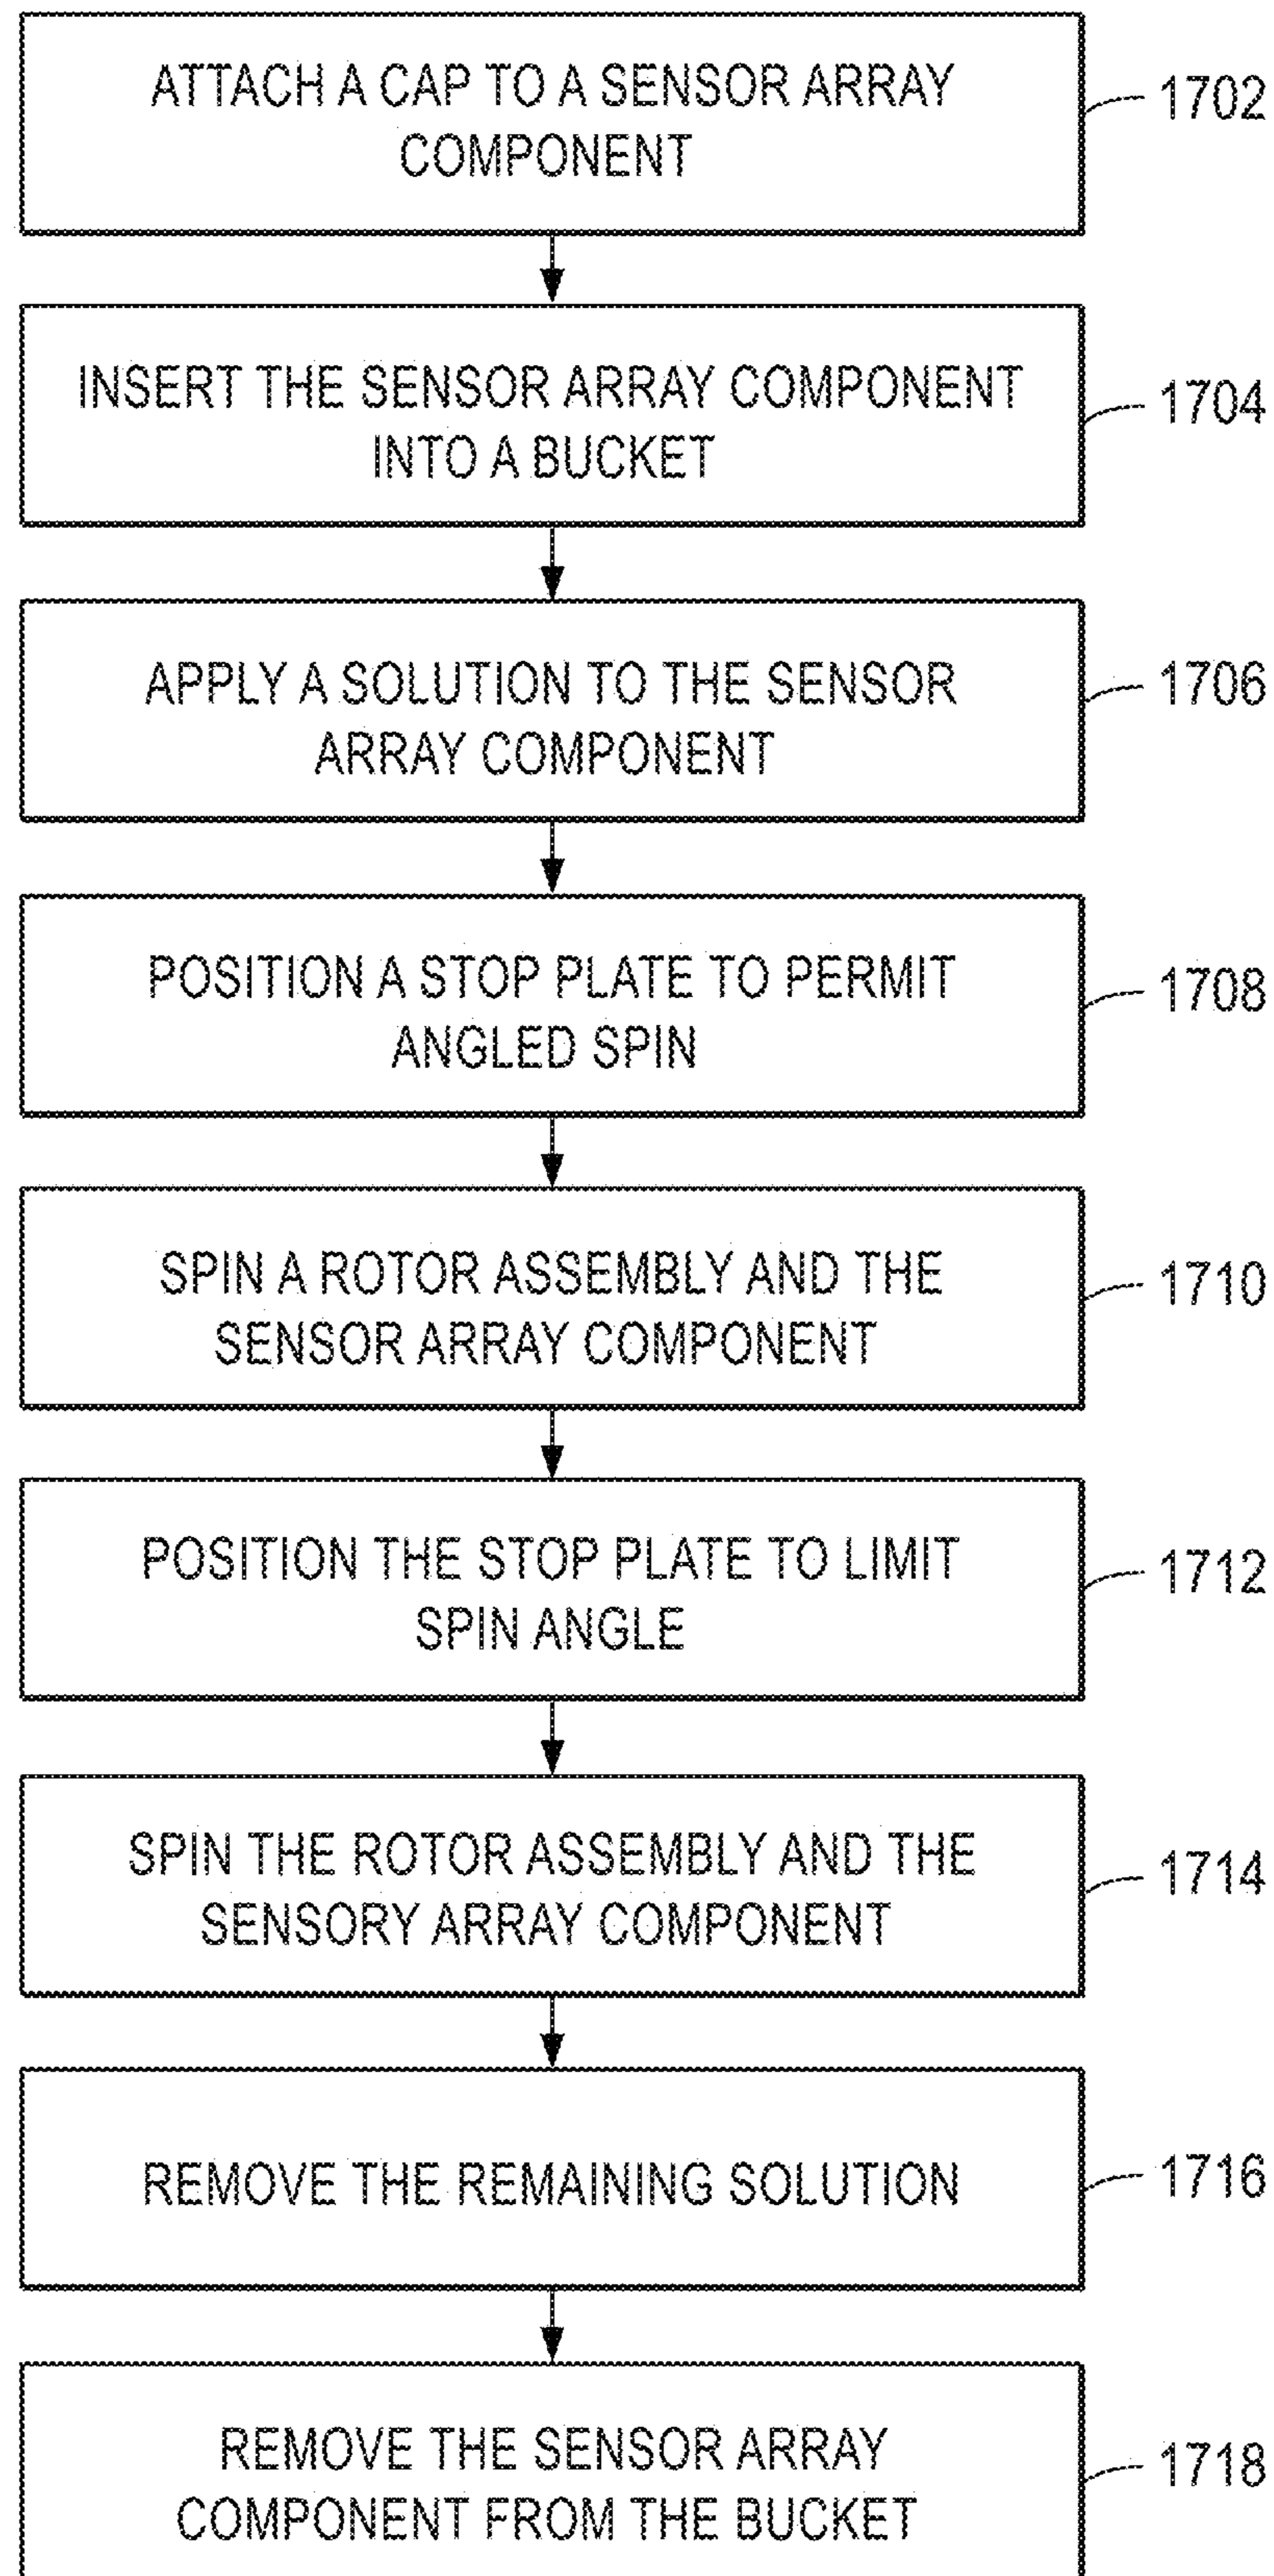 ATTACH A CAP TO A SENSOR ARRAY
COMPONENT
1702
INSERT THE SENSOR ARRAY COMPONENT
INTO A BUCKET
1704
APPLY A SOLUTION TO THE SENSOR
ARRAY COMPONENT
1706
POSITION A STOP PLATE TO PERMIT
ANGLED SPIN
1708
SPIN A ROTOR ASSEMBLY AND THE
SENSOR ARRAY COMPONENT
1710
POSITION THE STOP PLATE TO LIMIT
SPIN ANGLE
1712
SPIN THE ROTOR ASSEMBLY AND THE
SENSORY ARRAY COMPONENT
1714
REMOVE THE REMAINING SOLUTION
1716
REMOVE THE SENSOR ARRAY
COMPONENT FROM THE BUCKET
1718